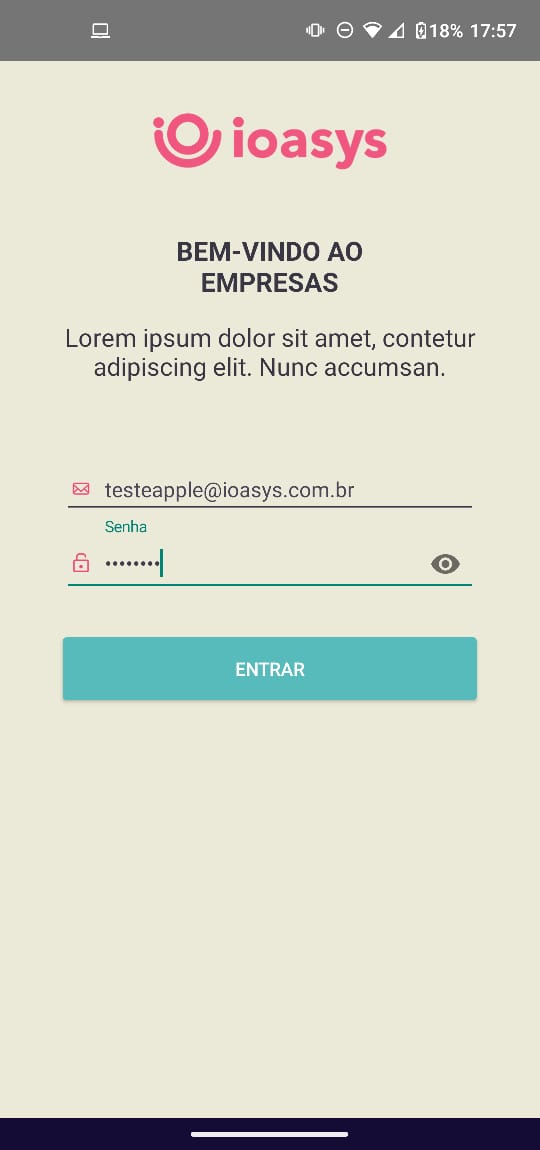 18% 17:57
ioasys
BEM-VINDO AO
EMPRESAS
Lorem ipsum dolor sit amet, contetur
adipiscing elit. Nunc accumsan.
testeapple@ioasys.com.br
Senha
••••••••
ENTRAR